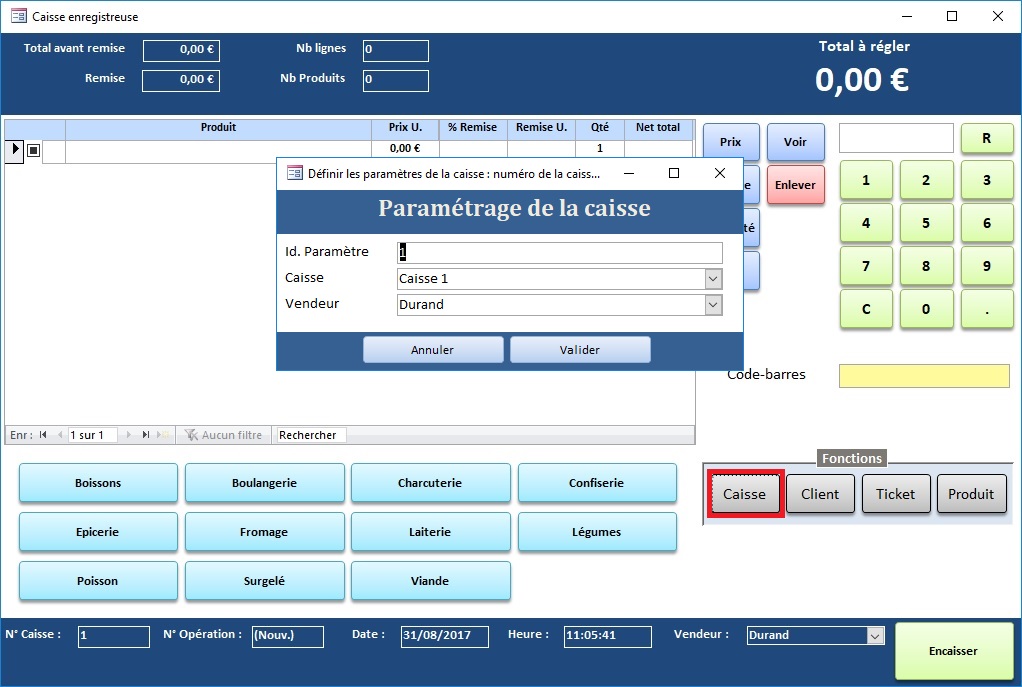 Caisse enregistreuse
Total avant remise 0,00 € Nb lignes 0 Total à régler
Remise 0,00 € Nb Produits 0 0,00 €
Produit Prix U. % Remise Remise U. Qté Net total
0,00 € 1
Prix Voir R
Enlever 1 2 3
4 5 6
7 8 9
C 0 .
Définir les paramètres de la caisse : numéro de la caiss...
Paramétrage de la caisse
Id. Paramètre 1
Caisse Caisse 1
Vendeur Durand
Annuler Valider
Code-barres
Enr : 1 sur 1 Aucun filtre Rechercher
Fonctions
Caisse Client Ticket Produit
Boissons Boulangerie Charcuterie Confiserie
Epicerie Fromage Laiterie Légumes
Poisson Surgelé Viande
N° Caisse : 1 N° Opération : (Nouv.) Date : 31/08/2017 Heure : 11:05:41 Vendeur : Durand
Encaisser